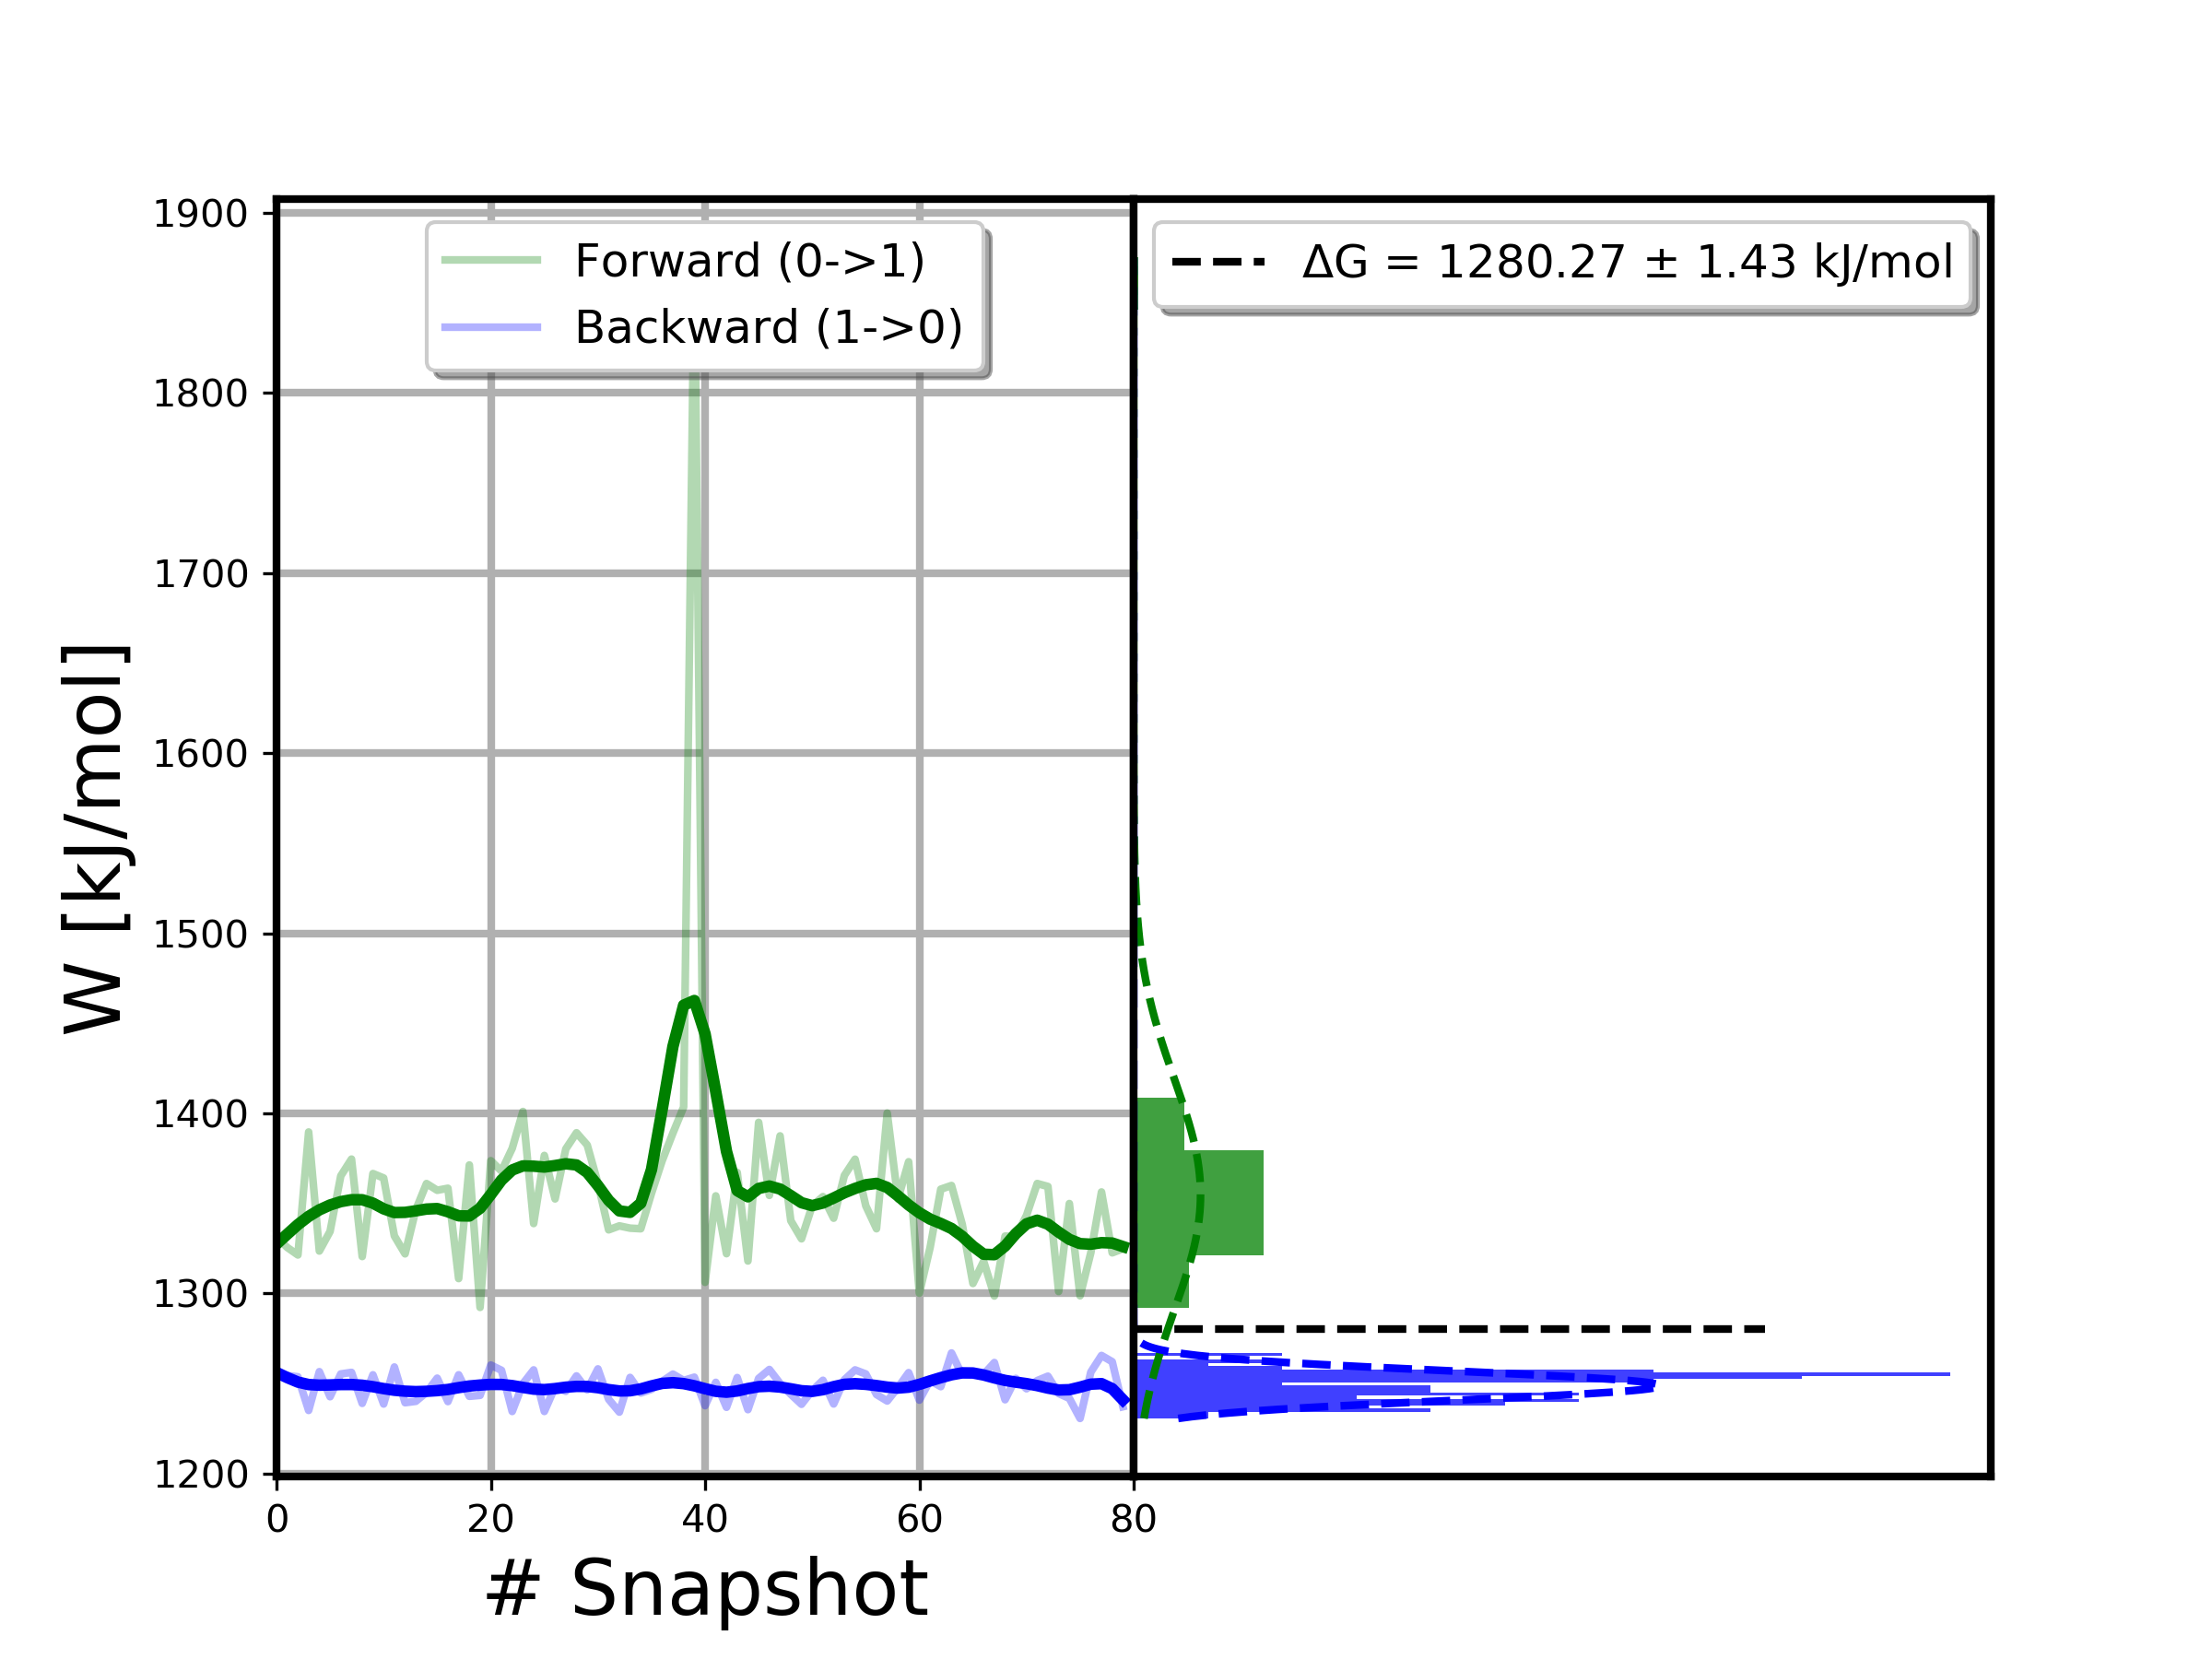 W [kJ/mol]
1900
1800
1700
1600
1500
1400
1300
1200
Forward (0->1)
Backward (1->0)
ΔG = 1280.27 ± 1.43 kJ/mol
0 20 40 60 80
# Snapshot